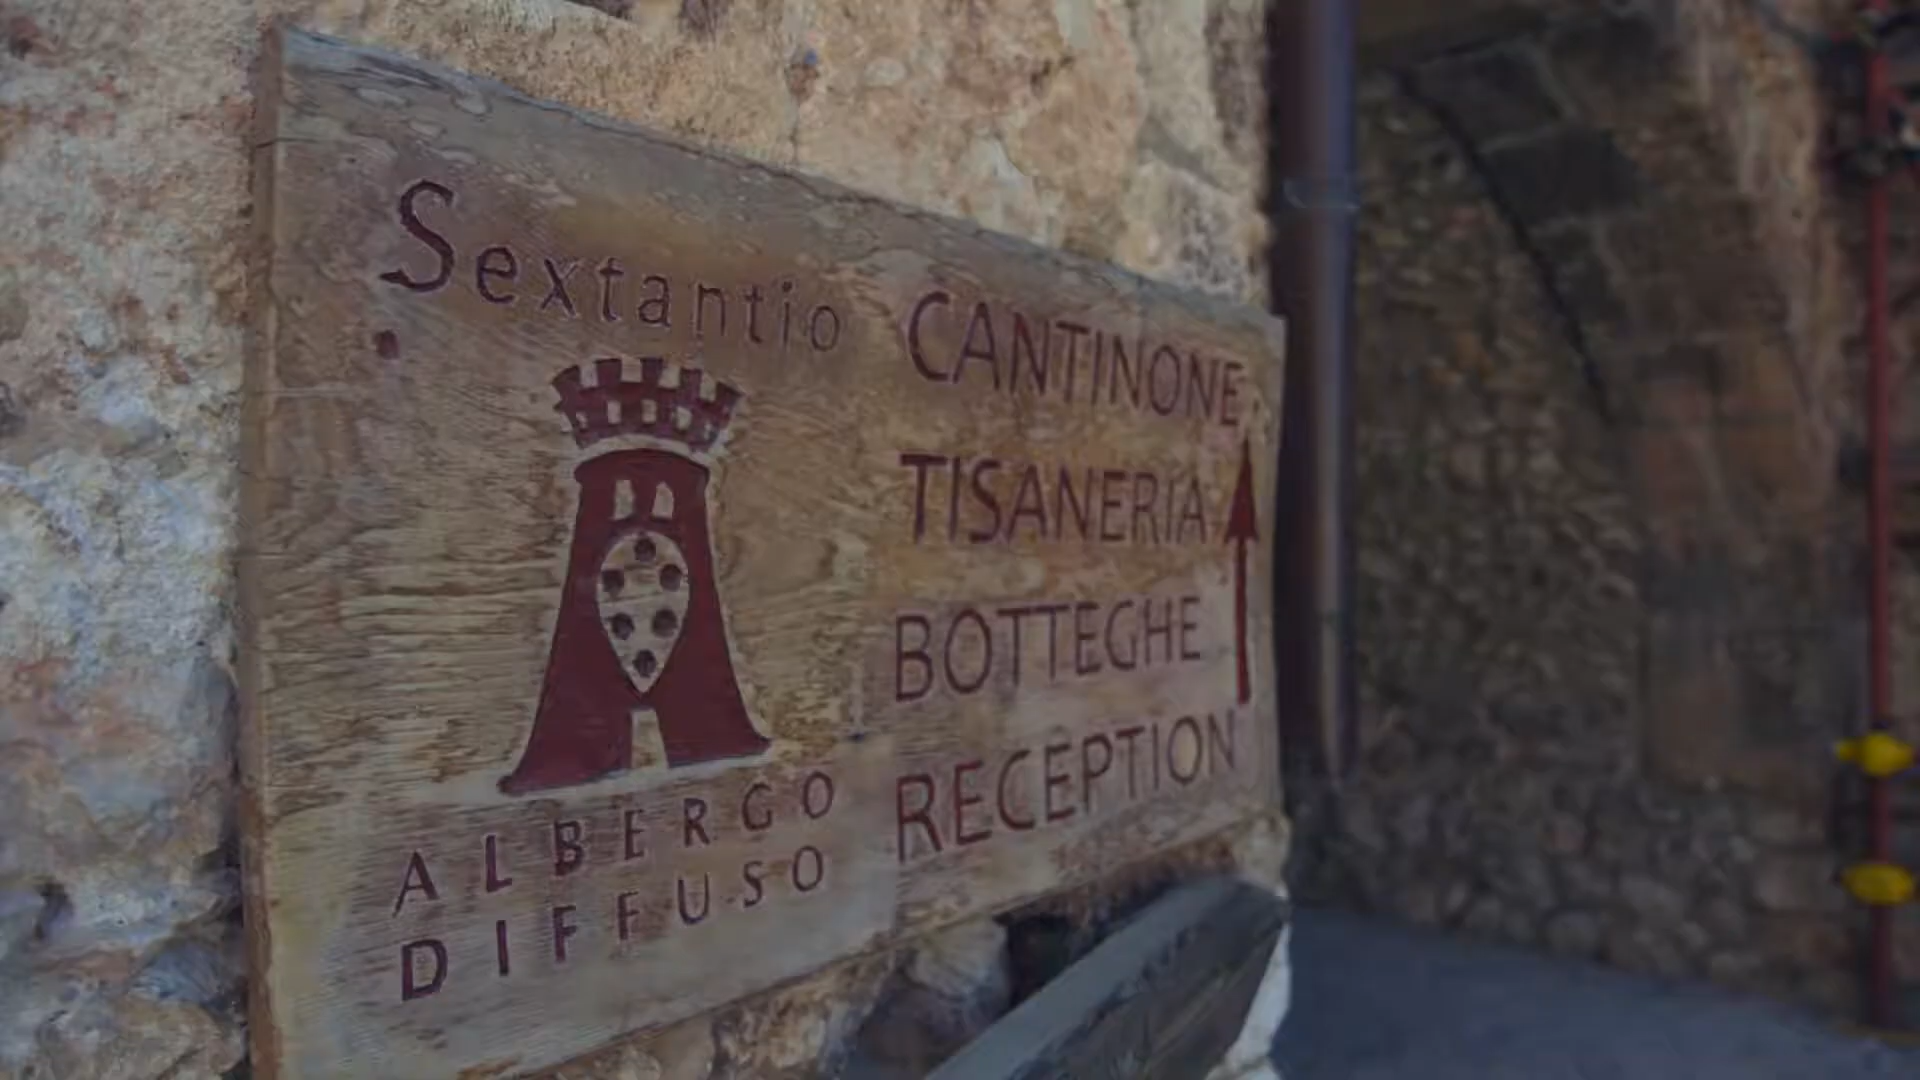 Sextantio
ALBERGO
DIFFUSO
CANTINONE
TISANERIA
BOTTEGHE
RECEPTION